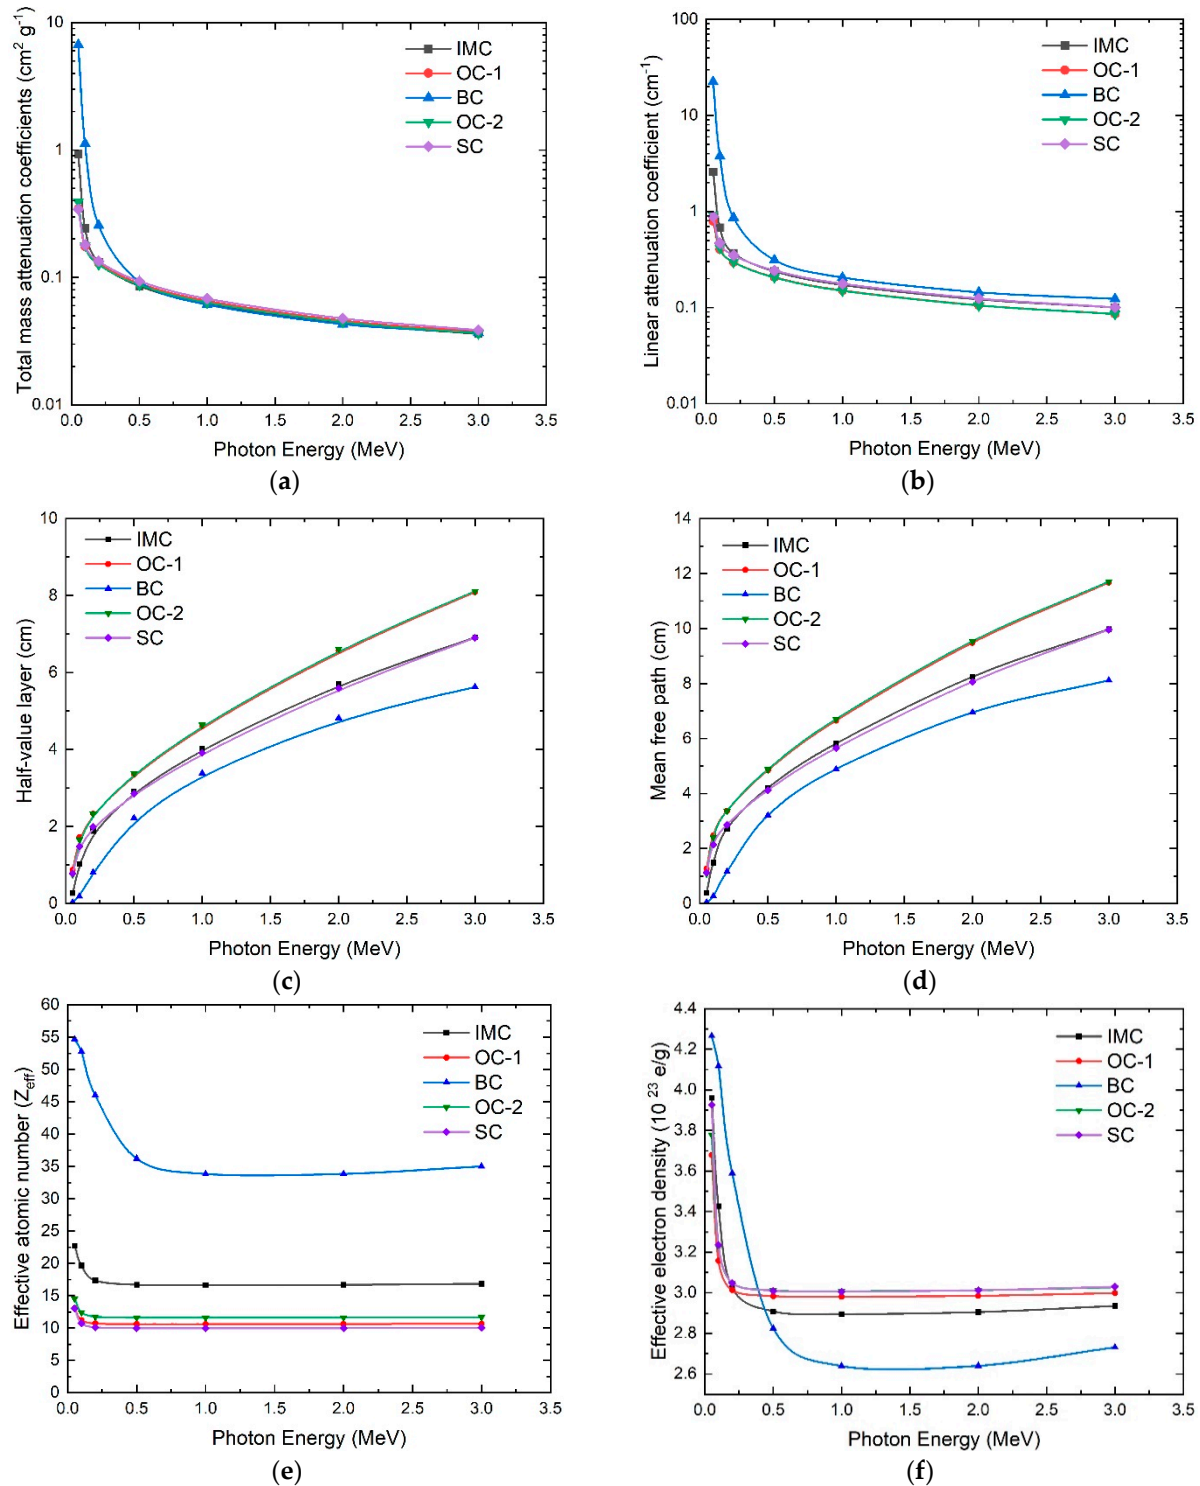 10
1
0.1
0.01
Total mass attenuation coefficients (cm² g⁻¹)
IMC
OC-1
BC
OC-2
SC
0.0 0.5 1.0 1.5 2.0 2.5 3.0 3.5
Photon Energy (MeV)
(a)
100
10
1
0.1
0.01
Linear attenuation coefficient (cm⁻¹)
IMC
OC-1
BC
OC-2
SC
0.0 0.5 1.0 1.5 2.0 2.5 3.0 3.5
Photon Energy (MeV)
(b)
10
8
6
4
2
0
Half-value layer (cm)
IMC
OC-1
BC
OC-2
SC
0.0 0.5 1.0 1.5 2.0 2.5 3.0 3.5
Photon Energy (MeV)
(c)
14
12
10
8
6
4
2
0
Mean free path (cm)
IMC
OC-1
BC
OC-2
SC
0.0 0.5 1.0 1.5 2.0 2.5 3.0 3.5
Photon Energy (MeV)
(d)
60
55
50
45
40
35
30
25
20
15
10
5
0
Effective atomic number (Z_eff)
IMC
OC-1
BC
OC-2
SC
0.0 0.5 1.0 1.5 2.0 2.5 3.0 3.5
Photon Energy (MeV)
(e)
4.4
4.2
4.0
3.8
3.6
3.4
3.2
3.0
2.8
2.6
Effective electron density (10 ²³ e/g)
IMC
OC-1
BC
OC-2
SC
0.0 0.5 1.0 1.5 2.0 2.5 3.0 3.5
Photon Energy (MeV)
(f)